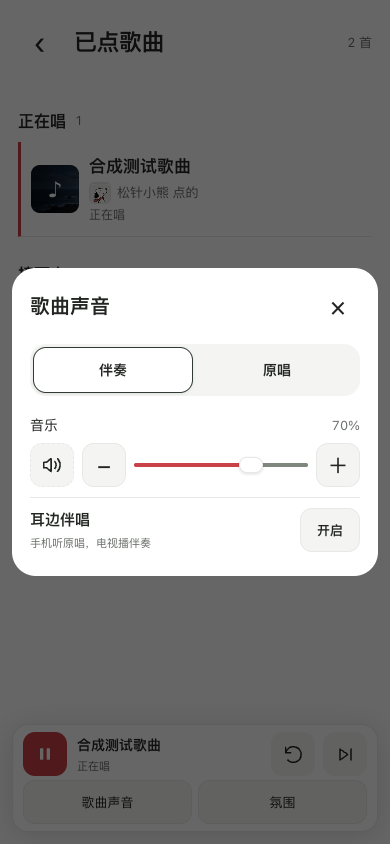 已点歌曲
2 首
正在唱 1
合成测试歌曲
松针小熊 点的
正在唱
歌曲声音
伴奏
原唱
音乐
70%
耳边伴唱
手机听原唱，电视播伴奏
开启
合成测试歌曲
正在唱
歌曲声音
氛围